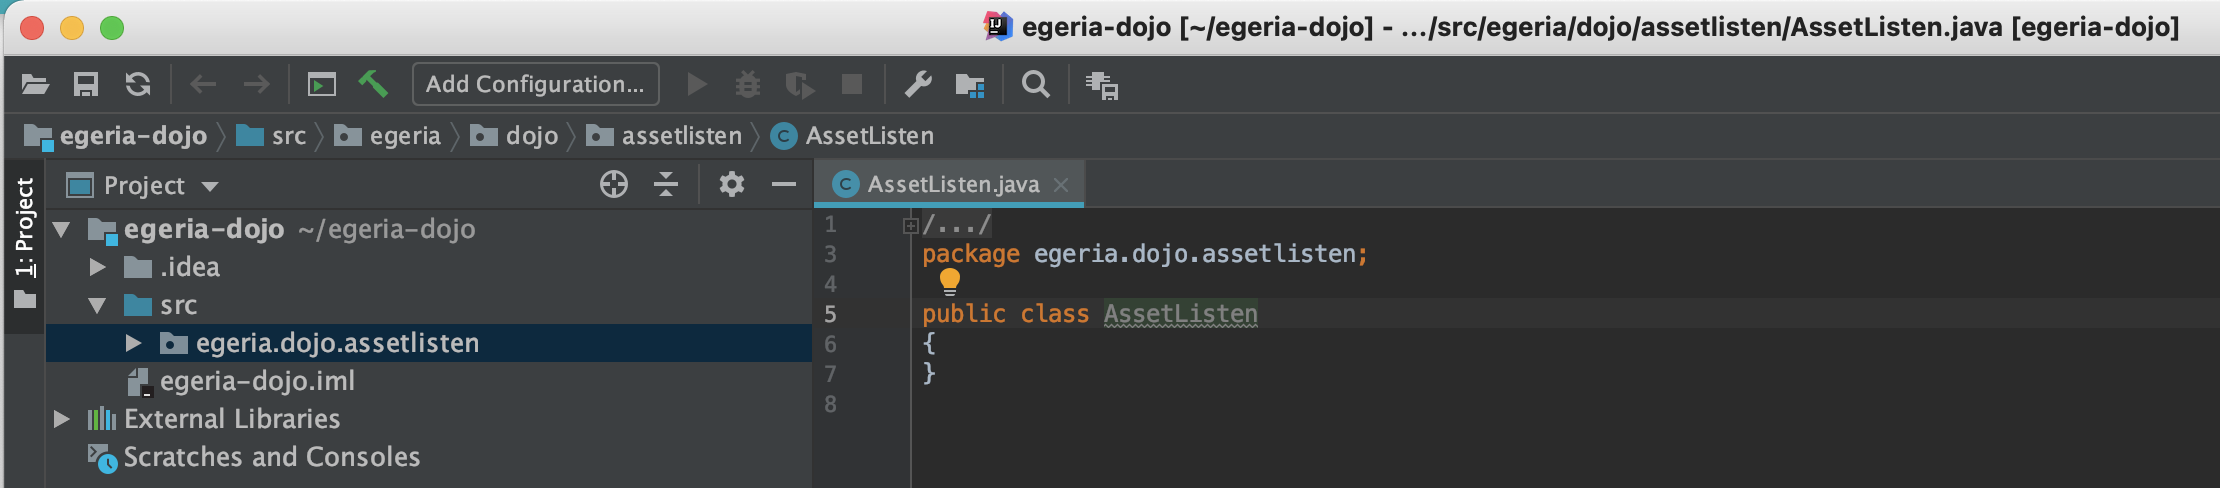 egeria-dojo [~/egeria-dojo] - .../src/egeria/dojo/assetlisten/AssetListen.java [egeria-dojo]
Add Configuration...
egeria-dojo src egeria dojo assetlisten AssetListen
1: Project
Project
egeria-dojo ~/egeria-dojo
.idea
src
egeria.dojo.assetlisten
egeria-dojo.iml
External Libraries
Scratches and Consoles
AssetListen.java
1 /.../
3 package egeria.dojo.assetlisten;
4
5 public class AssetListen
6 {
7 }
8